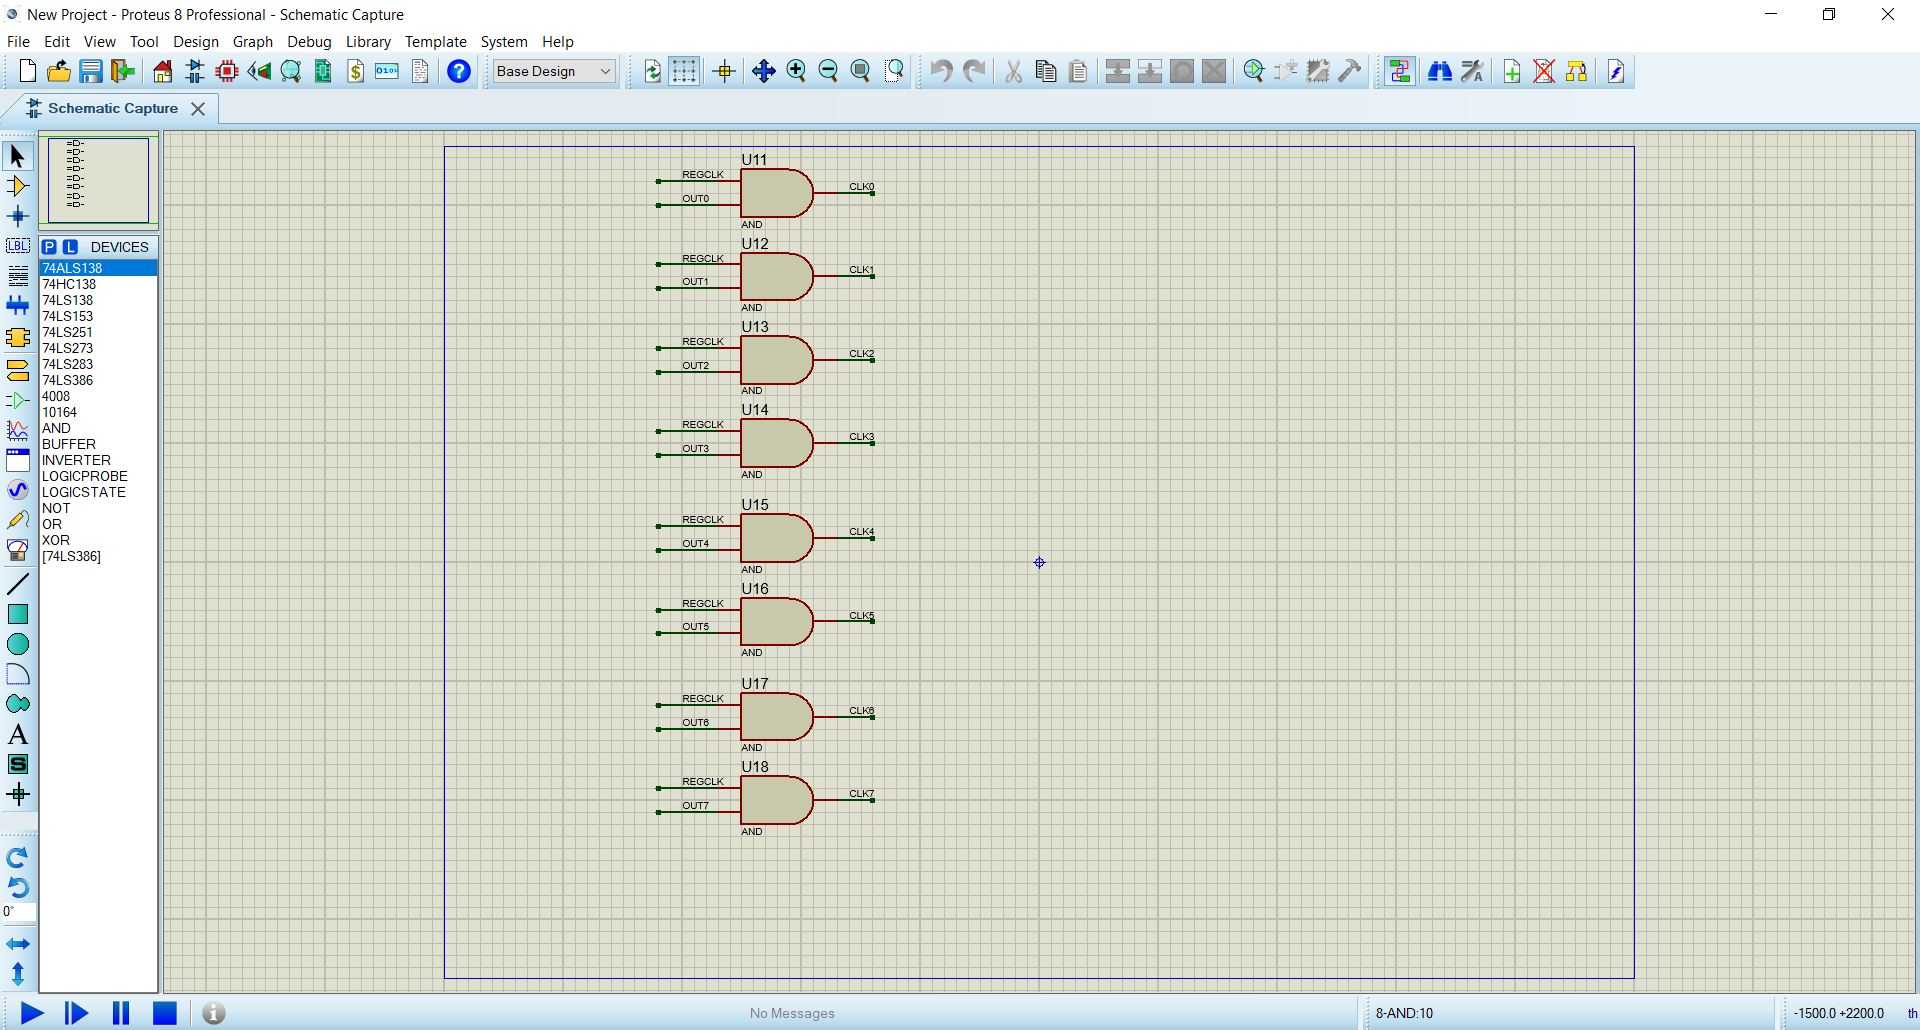 New Project - Proteus 8 Professional - Schematic Capture
File Edit View Tool Design Graph Debug Library Template System Help
Base Design
Schematic Capture
LBL
P L DEVICES
74ALS138
74HC138
74LS138
74LS153
74LS251
74LS273
74LS283
74LS386
4008
10164
AND
BUFFER
INVERTER
LOGICPROBE
LOGICSTATE
NOT
OR
XOR
[74LS386]
A
S
0°
U11
REGCLK
OUT0
CLK0
AND
U12
REGCLK
OUT1
CLK1
AND
U13
REGCLK
OUT2
CLK2
AND
U14
REGCLK
OUT3
CLK3
AND
U15
REGCLK
OUT4
CLK4
AND
U16
REGCLK
OUT5
CLK5
AND
U17
REGCLK
OUT6
CLK6
AND
U18
REGCLK
OUT7
CLK7
AND
No Messages
8-AND:10
-1500.0 +2200.0 th